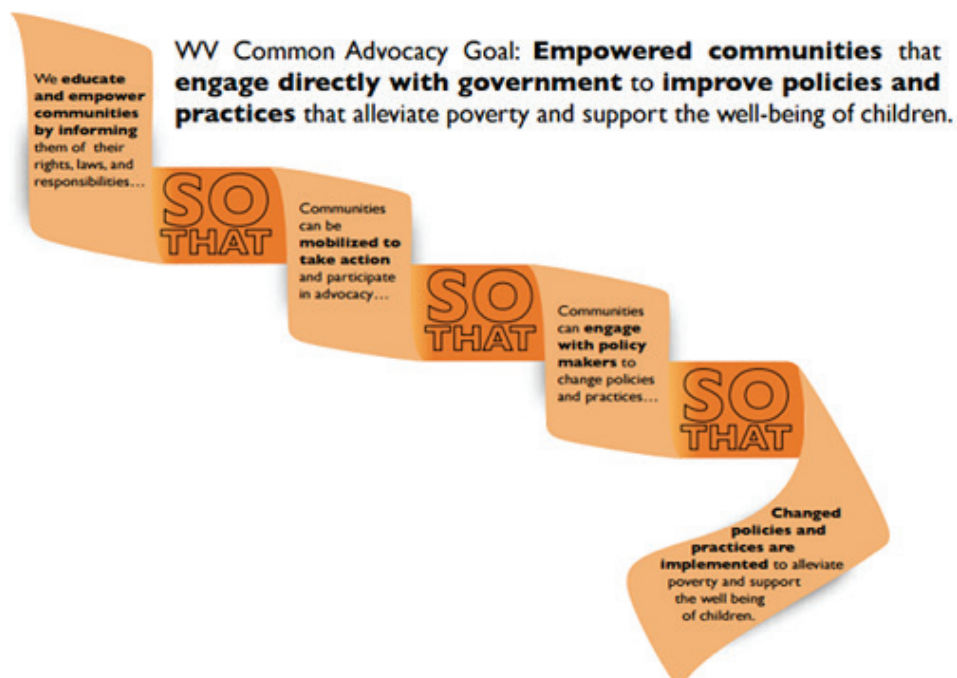 WV Common Advocacy Goal: Empowered communities that
engage directly with government to improve policies and
practices that alleviate poverty and support the well-being of children.
We educate
and empower
communities
by informing
them of their
rights, laws, and
responsibilities…
SO
THAT
Communities
can be
mobilized to
take action
and participate
in advocacy…
SO
THAT
Communities
can engage
with policy
makers to
change policies
and practices…
SO
THAT
Changed
policies and
practices are
implemented to alleviate
poverty and support
the well being
of children.